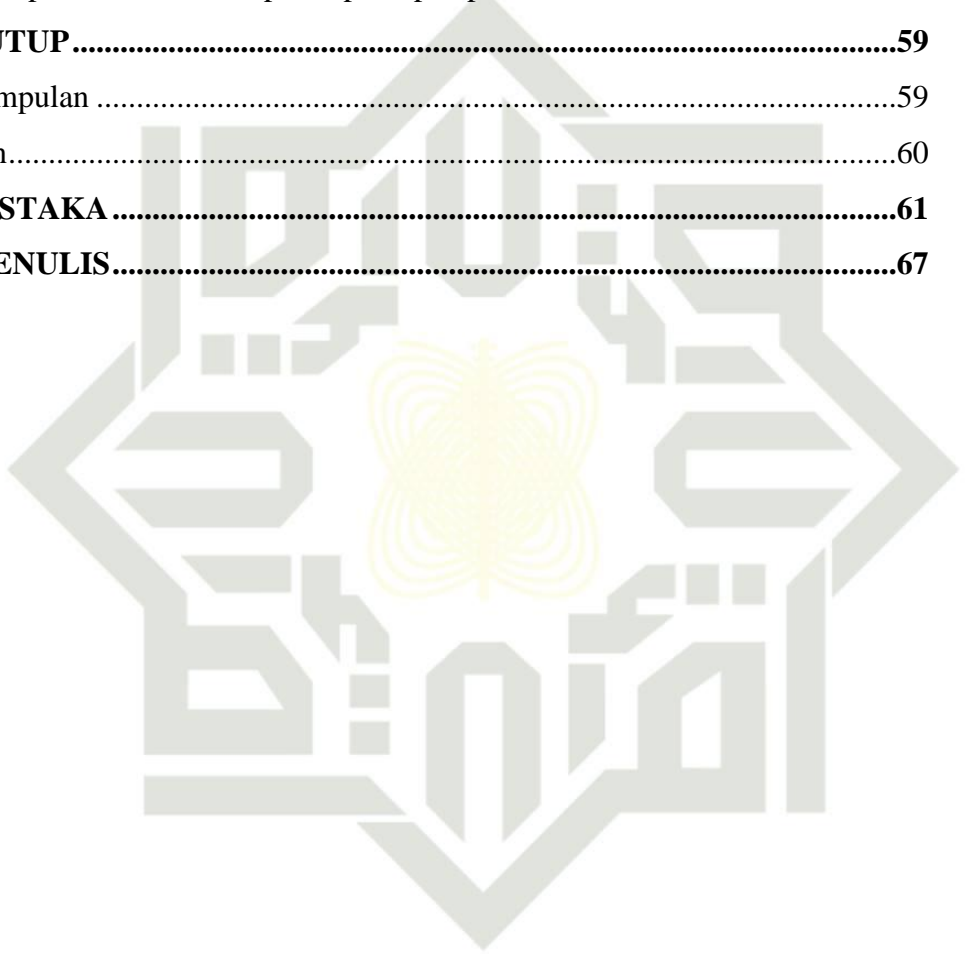 UTUP........................................................................................59
mpulan .....................................................................................59
n................................................................................................60
STAKA ....................................................................................61
ENULIS....................................................................................67